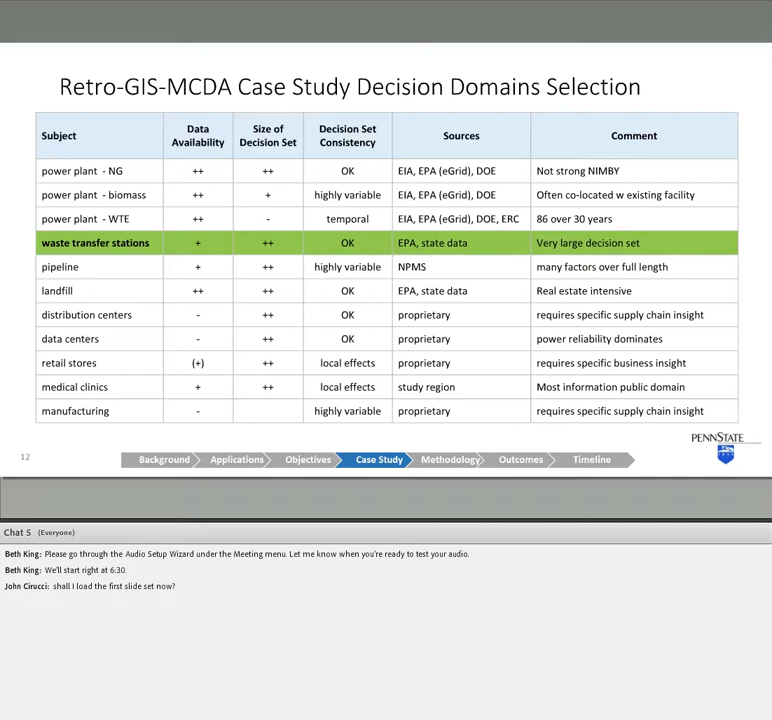 Retro-GIS-MCDA Case Study Decision Domains Selection
Subject Data Availability Size of Decision Set Decision Set Consistency Sources Comment
power plant - NG ++ ++ OK EIA, EPA (eGrid), DOE Not strong NIMBY
power plant - biomass ++ + highly variable EIA, EPA (eGrid), DOE Often co-located w existing facility
power plant - WTE ++ - temporal EIA, EPA (eGrid), DOE, ERC 86 over 30 years
waste transfer stations + ++ OK EPA, state data Very large decision set
pipeline + ++ highly variable NPMS many factors over full length
landfill ++ ++ OK EPA, state data Real estate intensive
distribution centers - ++ OK proprietary requires specific supply chain insight
data centers - ++ OK proprietary power reliability dominates
retail stores (+) ++ local effects proprietary requires specific business insight
medical clinics + ++ local effects study region Most information public domain
manufacturing - highly variable proprietary requires specific supply chain insight
PENNSTATE
12 Background Applications Objectives Case Study Methodology Outcomes Timeline
Chat 5 (Everyone)
Beth King: Please go through the Audio Setup Wizard under the Meeting menu. Let me know when you're ready to test your audio.
Beth King: We'll start right at 6:30.
John Cirucci: shall I load the first slide set now?